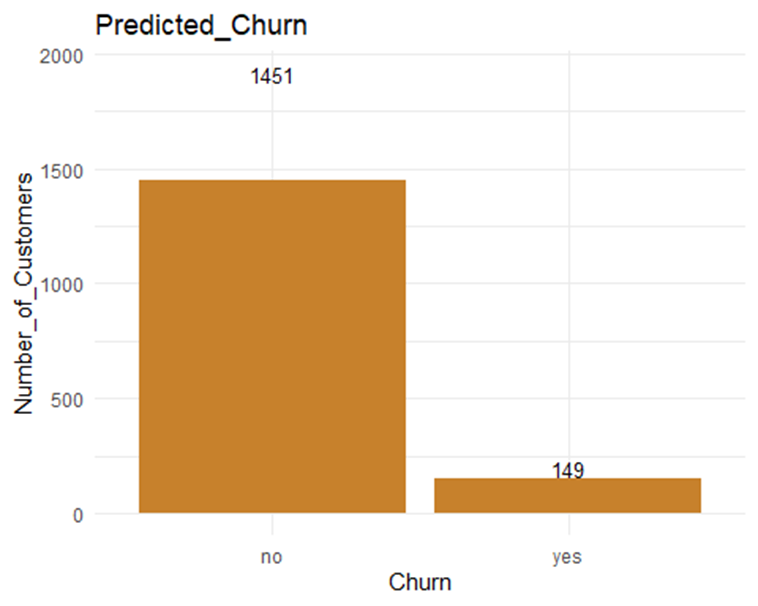 Predicted_Churn
Number_of_Customers
2000
1500
1000
500
0
1451
149
no
yes
Churn